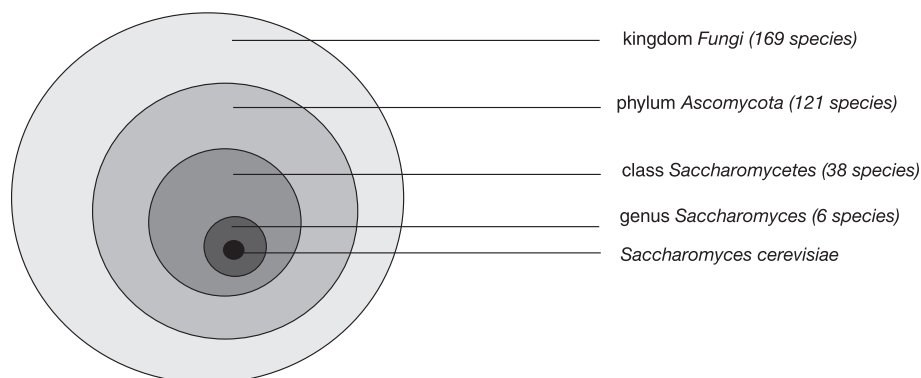 kingdom Fungi (169 species)
phylum Ascomycota (121 species)
class Saccharomycetes (38 species)
genus Saccharomyces (6 species)
Saccharomyces cerevisiae